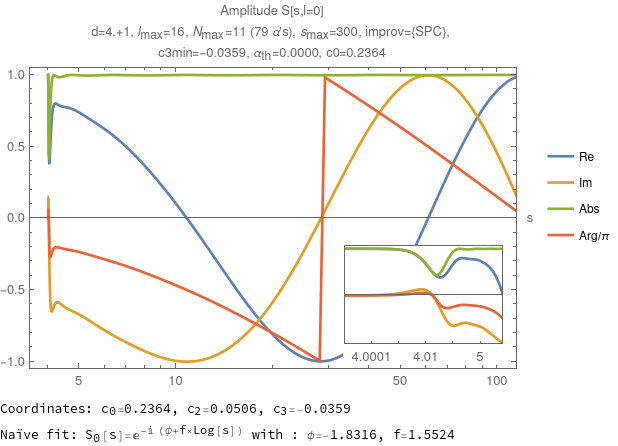 Amplitude S[s,l=0]
d=4.+1, lmax=16, Nmax=11 (79 α's), smax=300, improv={SPC},
c3min=-0.0359, αth=0.0000, c0=0.2364
1.0
0.5
0.0
-0.5
-1.0
s
Re
Im
Abs
Arg/π
4.0001 4.01 5
5 10 50 100
Coordinates: c0=0.2364, c2=0.0506, c3=-0.0359
Naïve fit: S0[s]=e^-i (ϕ+f×Log[s]) with : ϕ=-1.8316, f=1.5524